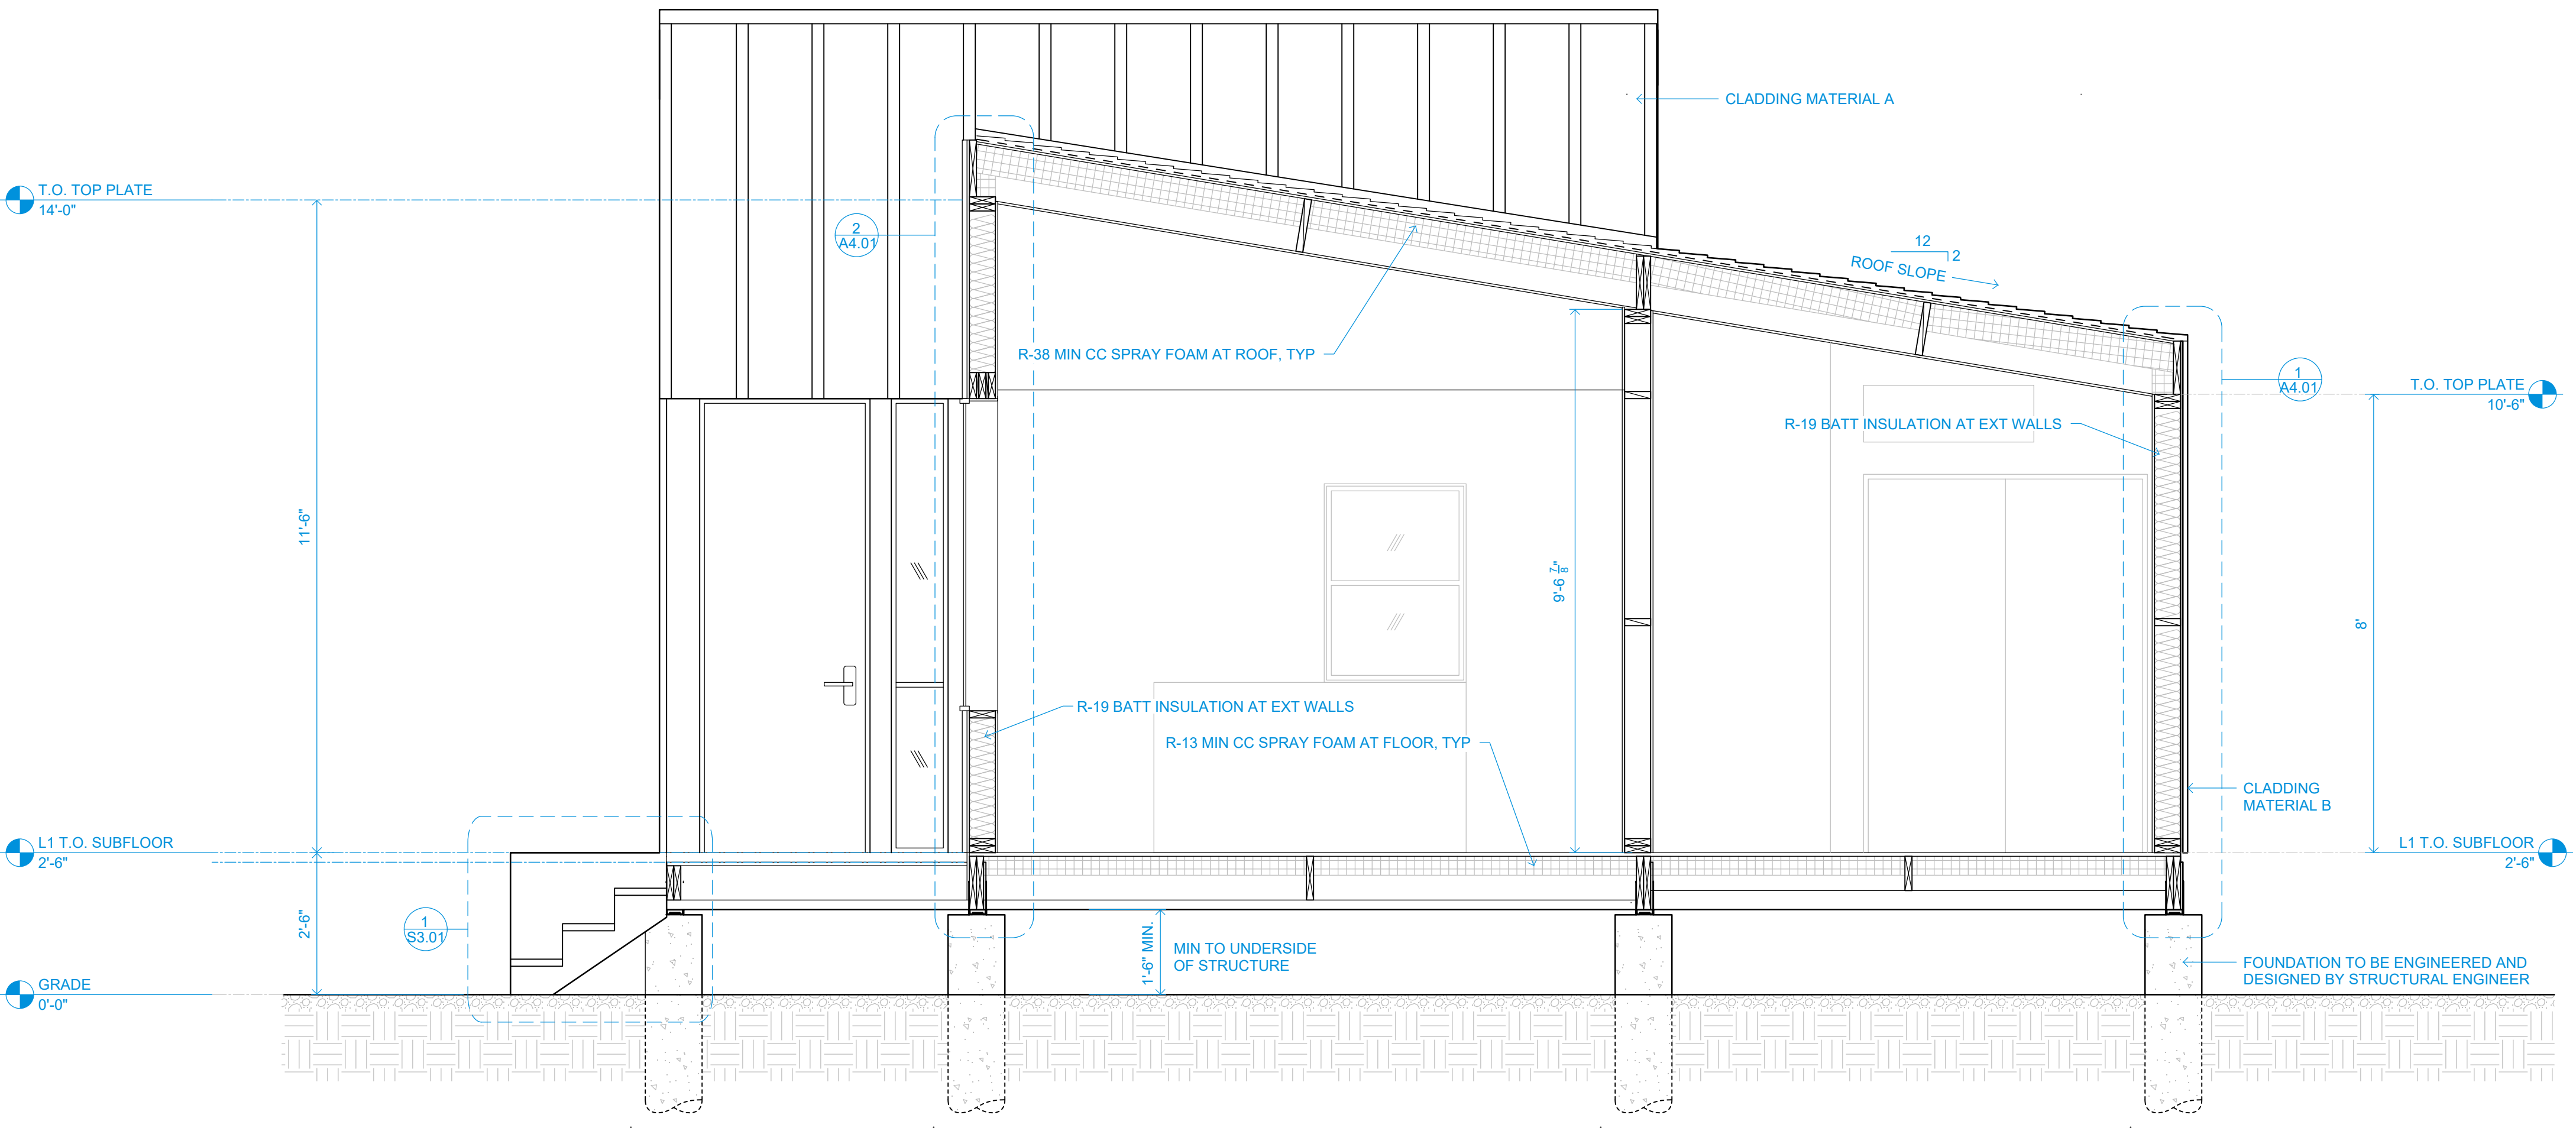 CLADDING MATERIAL A
T.O. TOP PLATE
14'-0"
2
A4.01
12
2
ROOF SLOPE
R-38 MIN CC SPRAY FOAM AT ROOF, TYP
1
A4.01
T.O. TOP PLATE
10'-6"
R-19 BATT INSULATION AT EXT WALLS
11'-6"
9'-6 7/8"
8'
R-19 BATT INSULATION AT EXT WALLS
R-13 MIN CC SPRAY FOAM AT FLOOR, TYP
CLADDING
MATERIAL B
L1 T.O. SUBFLOOR
2'-6"
L1 T.O. SUBFLOOR
2'-6"
1
S3.01
2'-6"
1'-6" MIN.
MIN TO UNDERSIDE
OF STRUCTURE
FOUNDATION TO BE ENGINEERED AND
DESIGNED BY STRUCTURAL ENGINEER
GRADE
0'-0"